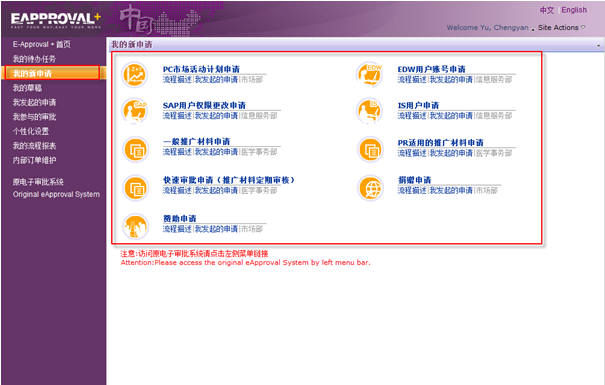 中文 | English
EAPPROVAL+
FAST YOUR WAY.EASY YOUR WORK
中国
Welcome Yu, Chengyan
Site Actions
E-Approval + 首页
我的待办任务
我的新申请
我的草稿
我发起的申请
我参与的审批
个性化设置
我的流程报表
内部订单维护
原电子审批系统
Original eApproval System
我的新申请
PC市场活动计划申请
流程描述|我发起的申请|市场部
EDW
EDW用户账号申请
流程描述|我发起的申请|信息服务部
SAP
SAP用户权限更改申请
流程描述|我发起的申请|信息服务部
IS
IS用户申请
流程描述|我发起的申请|信息服务部
一般推广材料申请
流程描述|我发起的申请|医学事务部
PR适用的推广材料申请
流程描述|我发起的申请|医学事务部
快速审批申请（推广材料定期审核）
流程描述|我发起的申请|医学事务部
捐赠申请
流程描述|我发起的申请|市场部
赞助申请
流程描述|我发起的申请|市场部
注意:访问原电子审批系统请点击左侧菜单链接
Attention:Please access the original eApproval System by left menu bar.